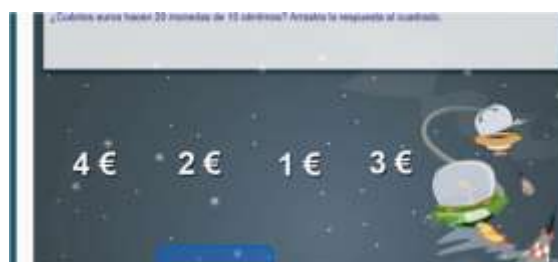 ¿Cuántos euros hacen 20 monedas de 10 céntimos? Arrastra la respuesta al cuadrado.
4 € 2 € 1 € 3 €